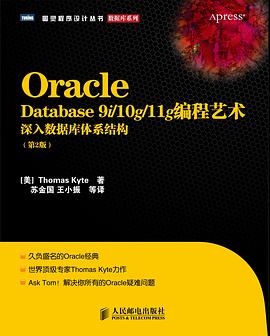 图灵程序设计丛书 数据库系列
Apress®
Oracle
Database 9i/10g/11g编程艺术
深入数据库体系结构
(第2版)
[美] Thomas Kyte 著
苏金国 王小振 等译
久负盛名的Oracle经典
世界顶级专家Thomas Kyte力作
Ask Tom! 解决你所有的Oracle疑难问题
人民邮电出版社
POSTS & TELECOM PRESS